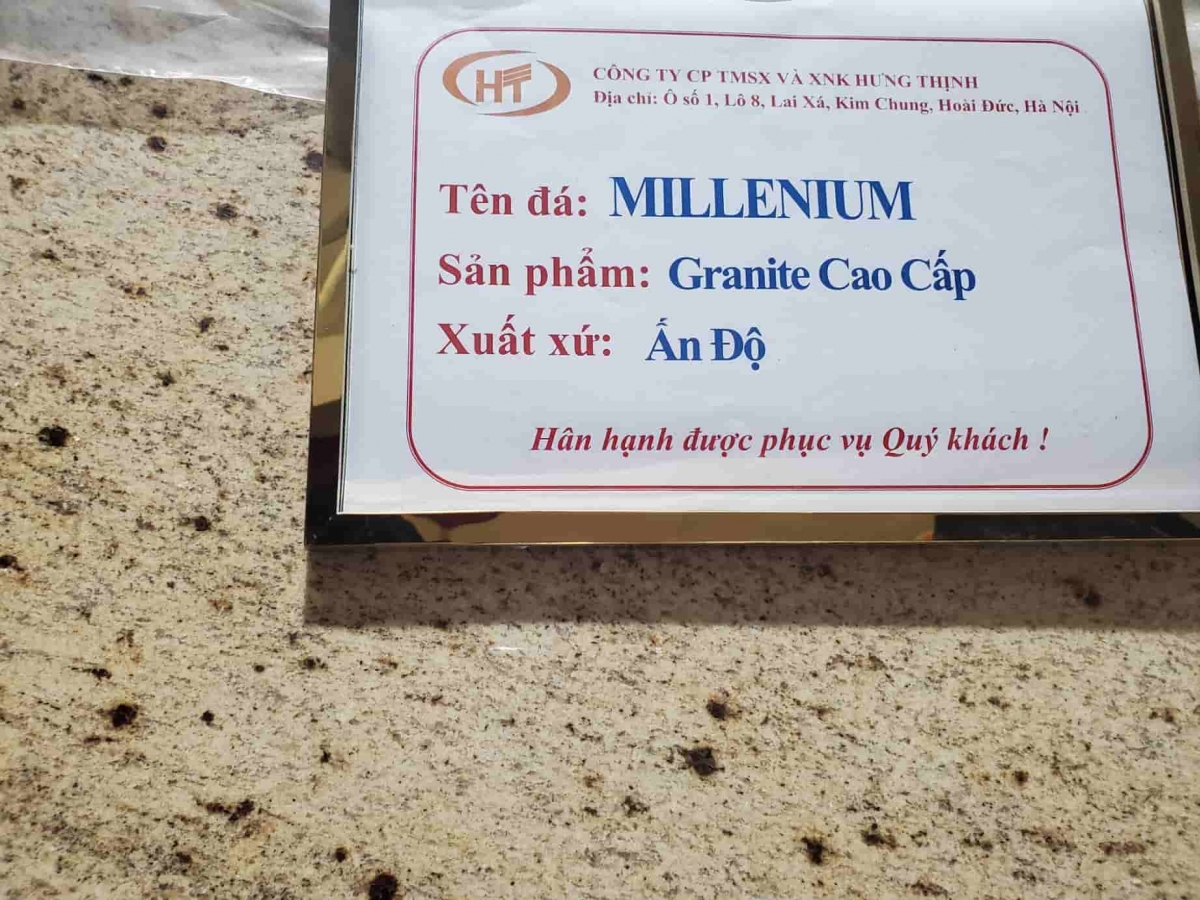 HT
CÔNG TY CP TMSX VÀ XNK HƯNG THỊNH
Địa chỉ: Ô số 1, Lô 8, Lai Xá, Kim Chung, Hoài Đức, Hà Nội
Tên đá: MILLENIUM
Sản phẩm: Granite Cao Cấp
Xuất xứ: Ấn Độ
Hân hạnh được phục vụ Quý khách !